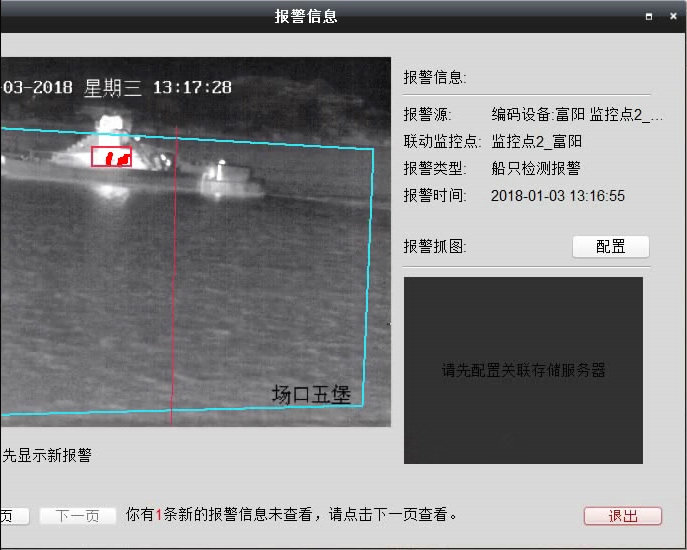 报警信息
03-2018 星期三 13:17:28
场口五堡
先显示新报警
报警信息:
报警源: 编码设备:富阳 监控点2_...
联动监控点: 监控点2_富阳
报警类型: 船只检测报警
报警时间: 2018-01-03 13:16:55
报警抓图: 配置
请先配置关联存储服务器
页 下一页 你有1条新的报警信息未查看，请点击下一页查看。 退出